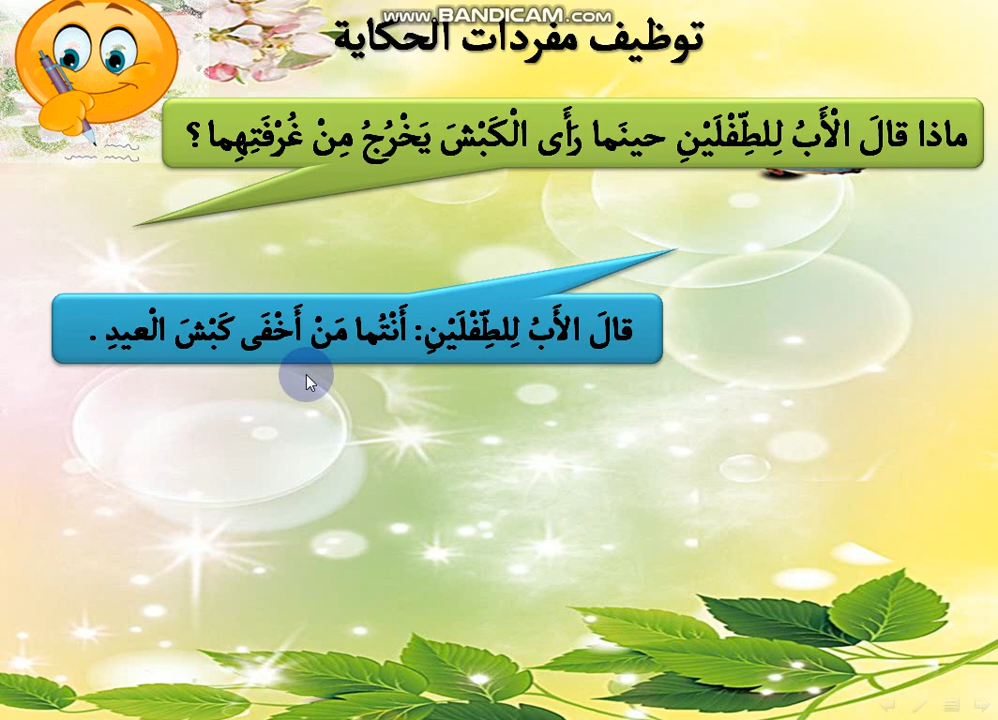 www.BANDICAM.com
توظيف مفردات الحكاية
ماذا قالَ الْأَبُ لِلطِّفْلَيْنِ حينَما رَأَى الْكَبْشَ يَخْرُجُ مِنْ غُرْفَتِهِما ؟
قالَ الأَبُ لِلطِّفْلَيْنِ: أَنْتُما مَنْ أَخْفَى كَبْشَ الْعيدِ .